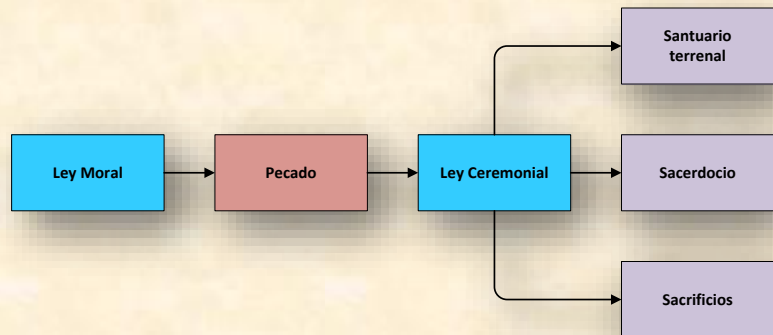 Santuario
terrenal
Ley Moral
Pecado
Ley Ceremonial
Sacerdocio
Sacrificios